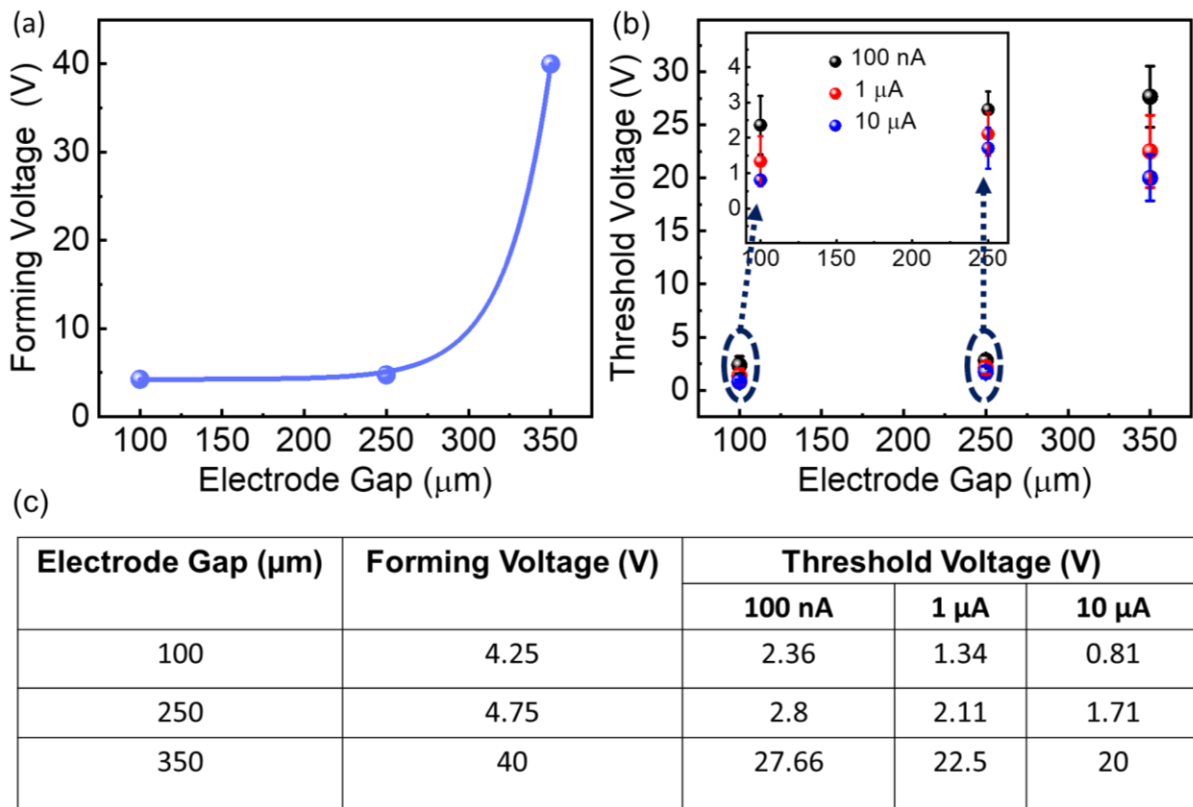 (a)
40
30
20
10
0
Forming Voltage (V)
100 150 200 250 300 350
Electrode Gap (μm)
(b)
30
25
20
15
10
5
0
Threshold Voltage (V)
4
3
2
1
0
100 150 200 250
100 nA
1 μA
10 μA
100 150 200 250 300 350
Electrode Gap (μm)
(c)
Electrode Gap (μm) Forming Voltage (V) Threshold Voltage (V)
100 nA 1 μA 10 μA
100 4.25 2.36 1.34 0.81
250 4.75 2.8 2.11 1.71
350 40 27.66 22.5 20